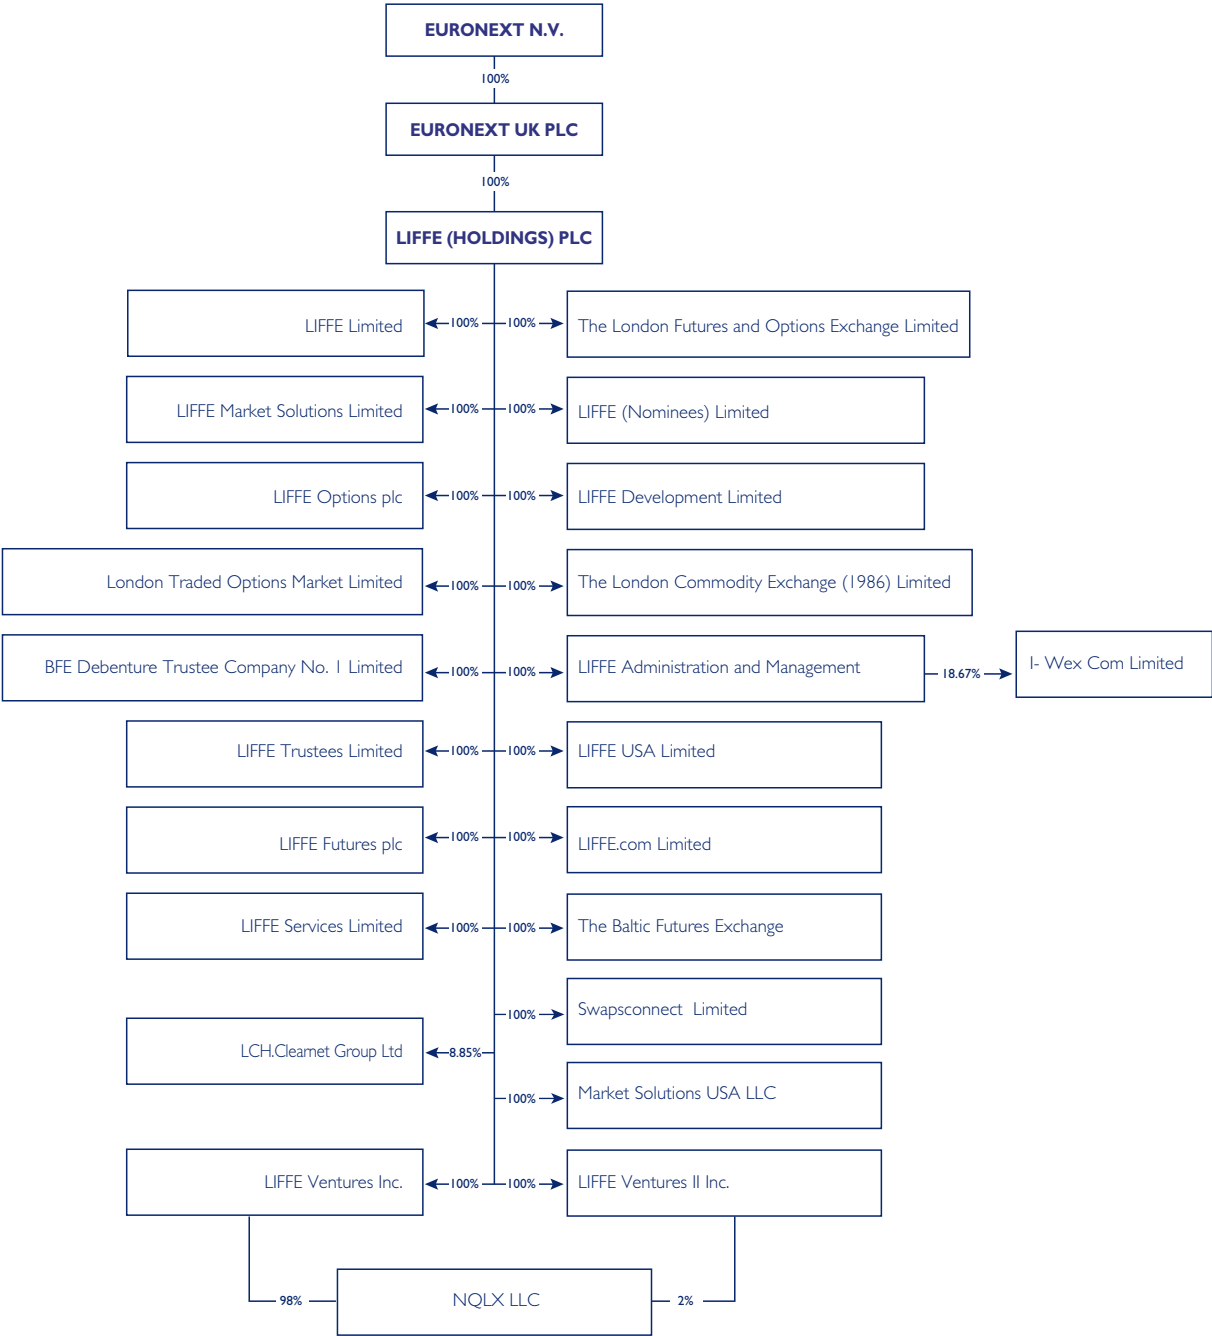 EURONEXT N.V.
100%
EURONEXT UK PLC
100%
LIFFE (HOLDINGS) PLC
LIFFE Limited
100%
100%
The London Futures and Options Exchange Limited
LIFFE Market Solutions Limited
100%
100%
LIFFE (Nominees) Limited
LIFFE Options plc
100%
100%
LIFFE Development Limited
London Traded Options Market Limited
100%
100%
The London Commodity Exchange (1986) Limited
BFE Debenture Trustee Company No. 1 Limited
100%
100%
LIFFE Administration and Management
18.67%
I- Wex Com Limited
LIFFE Trustees Limited
100%
100%
LIFFE USA Limited
LIFFE Futures plc
100%
100%
LIFFE.com Limited
LIFFE Services Limited
100%
100%
The Baltic Futures Exchange
100%
Swapsconnect Limited
LCH.Clearnet Group Ltd
8.85%
100%
Market Solutions USA LLC
LIFFE Ventures Inc.
100%
100%
LIFFE Ventures II Inc.
98%
NQLX LLC
2%